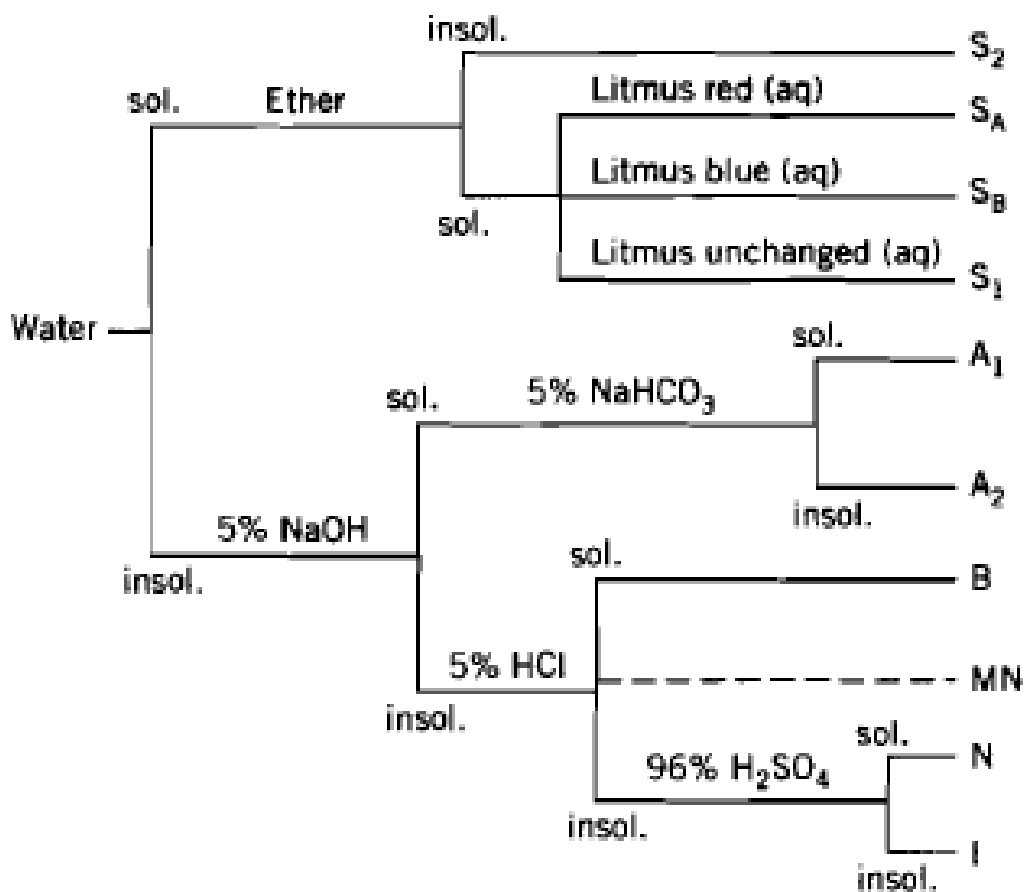 insol.
S₂
sol.
Ether
Litmus red (aq)
S_A
Litmus blue (aq)
S_B
sol.
Litmus unchanged (aq)
S₁
Water
sol.
A₁
sol.
5% NaHCO₃
A₂
insol.
5% NaOH
insol.
sol.
B
5% HCl
insol.
MN
sol.
N
96% H₂SO₄
insol.
I
insol.